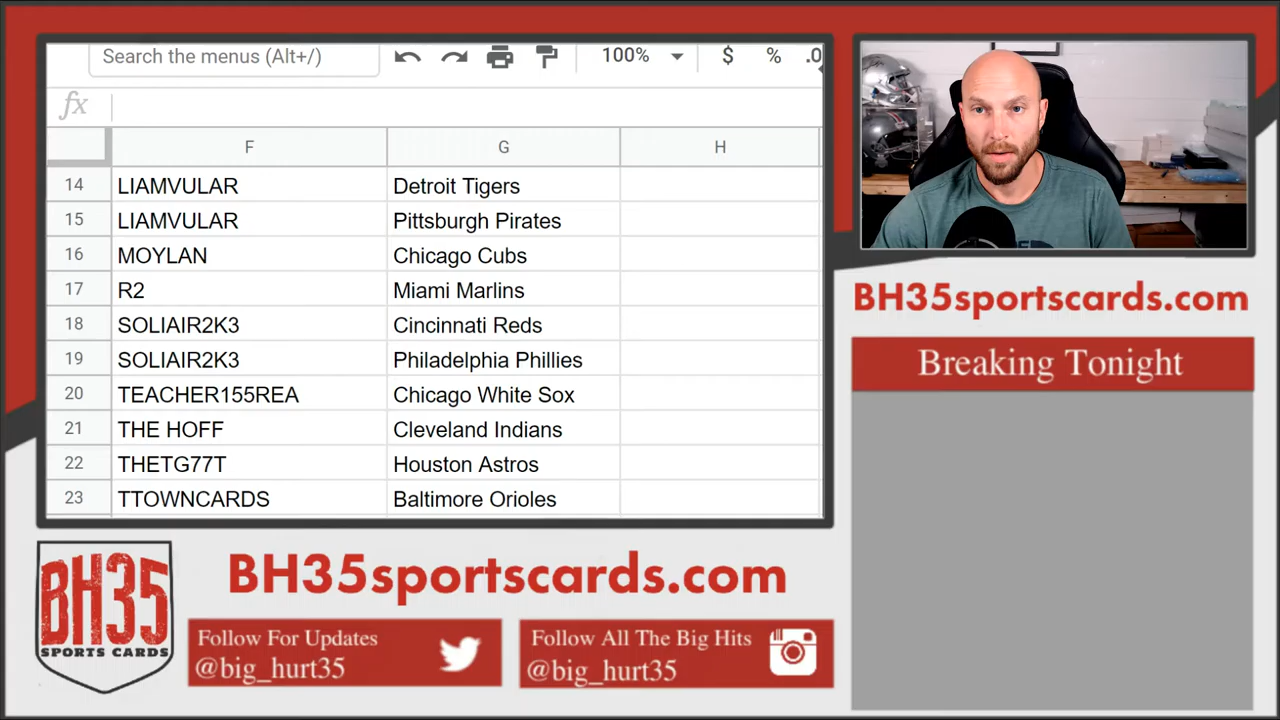 Search the menus (Alt+/)
100%
$
%
.0
fx
F
G
H
14 LIAMVULAR Detroit Tigers
15 LIAMVULAR Pittsburgh Pirates
16 MOYLAN Chicago Cubs
17 R2 Miami Marlins
18 SOLIAIR2K3 Cincinnati Reds
19 SOLIAIR2K3 Philadelphia Phillies
20 TEACHER155REA Chicago White Sox
21 THE HOFF Cleveland Indians
22 THETG77T Houston Astros
23 TTOWNCARDS Baltimore Orioles
BH35sportscards.com
Breaking Tonight
BH35
SPORTS CARDS
BH35sportscards.com
Follow For Updates
@big_hurt35
Follow All The Big Hits
@big_hurt35